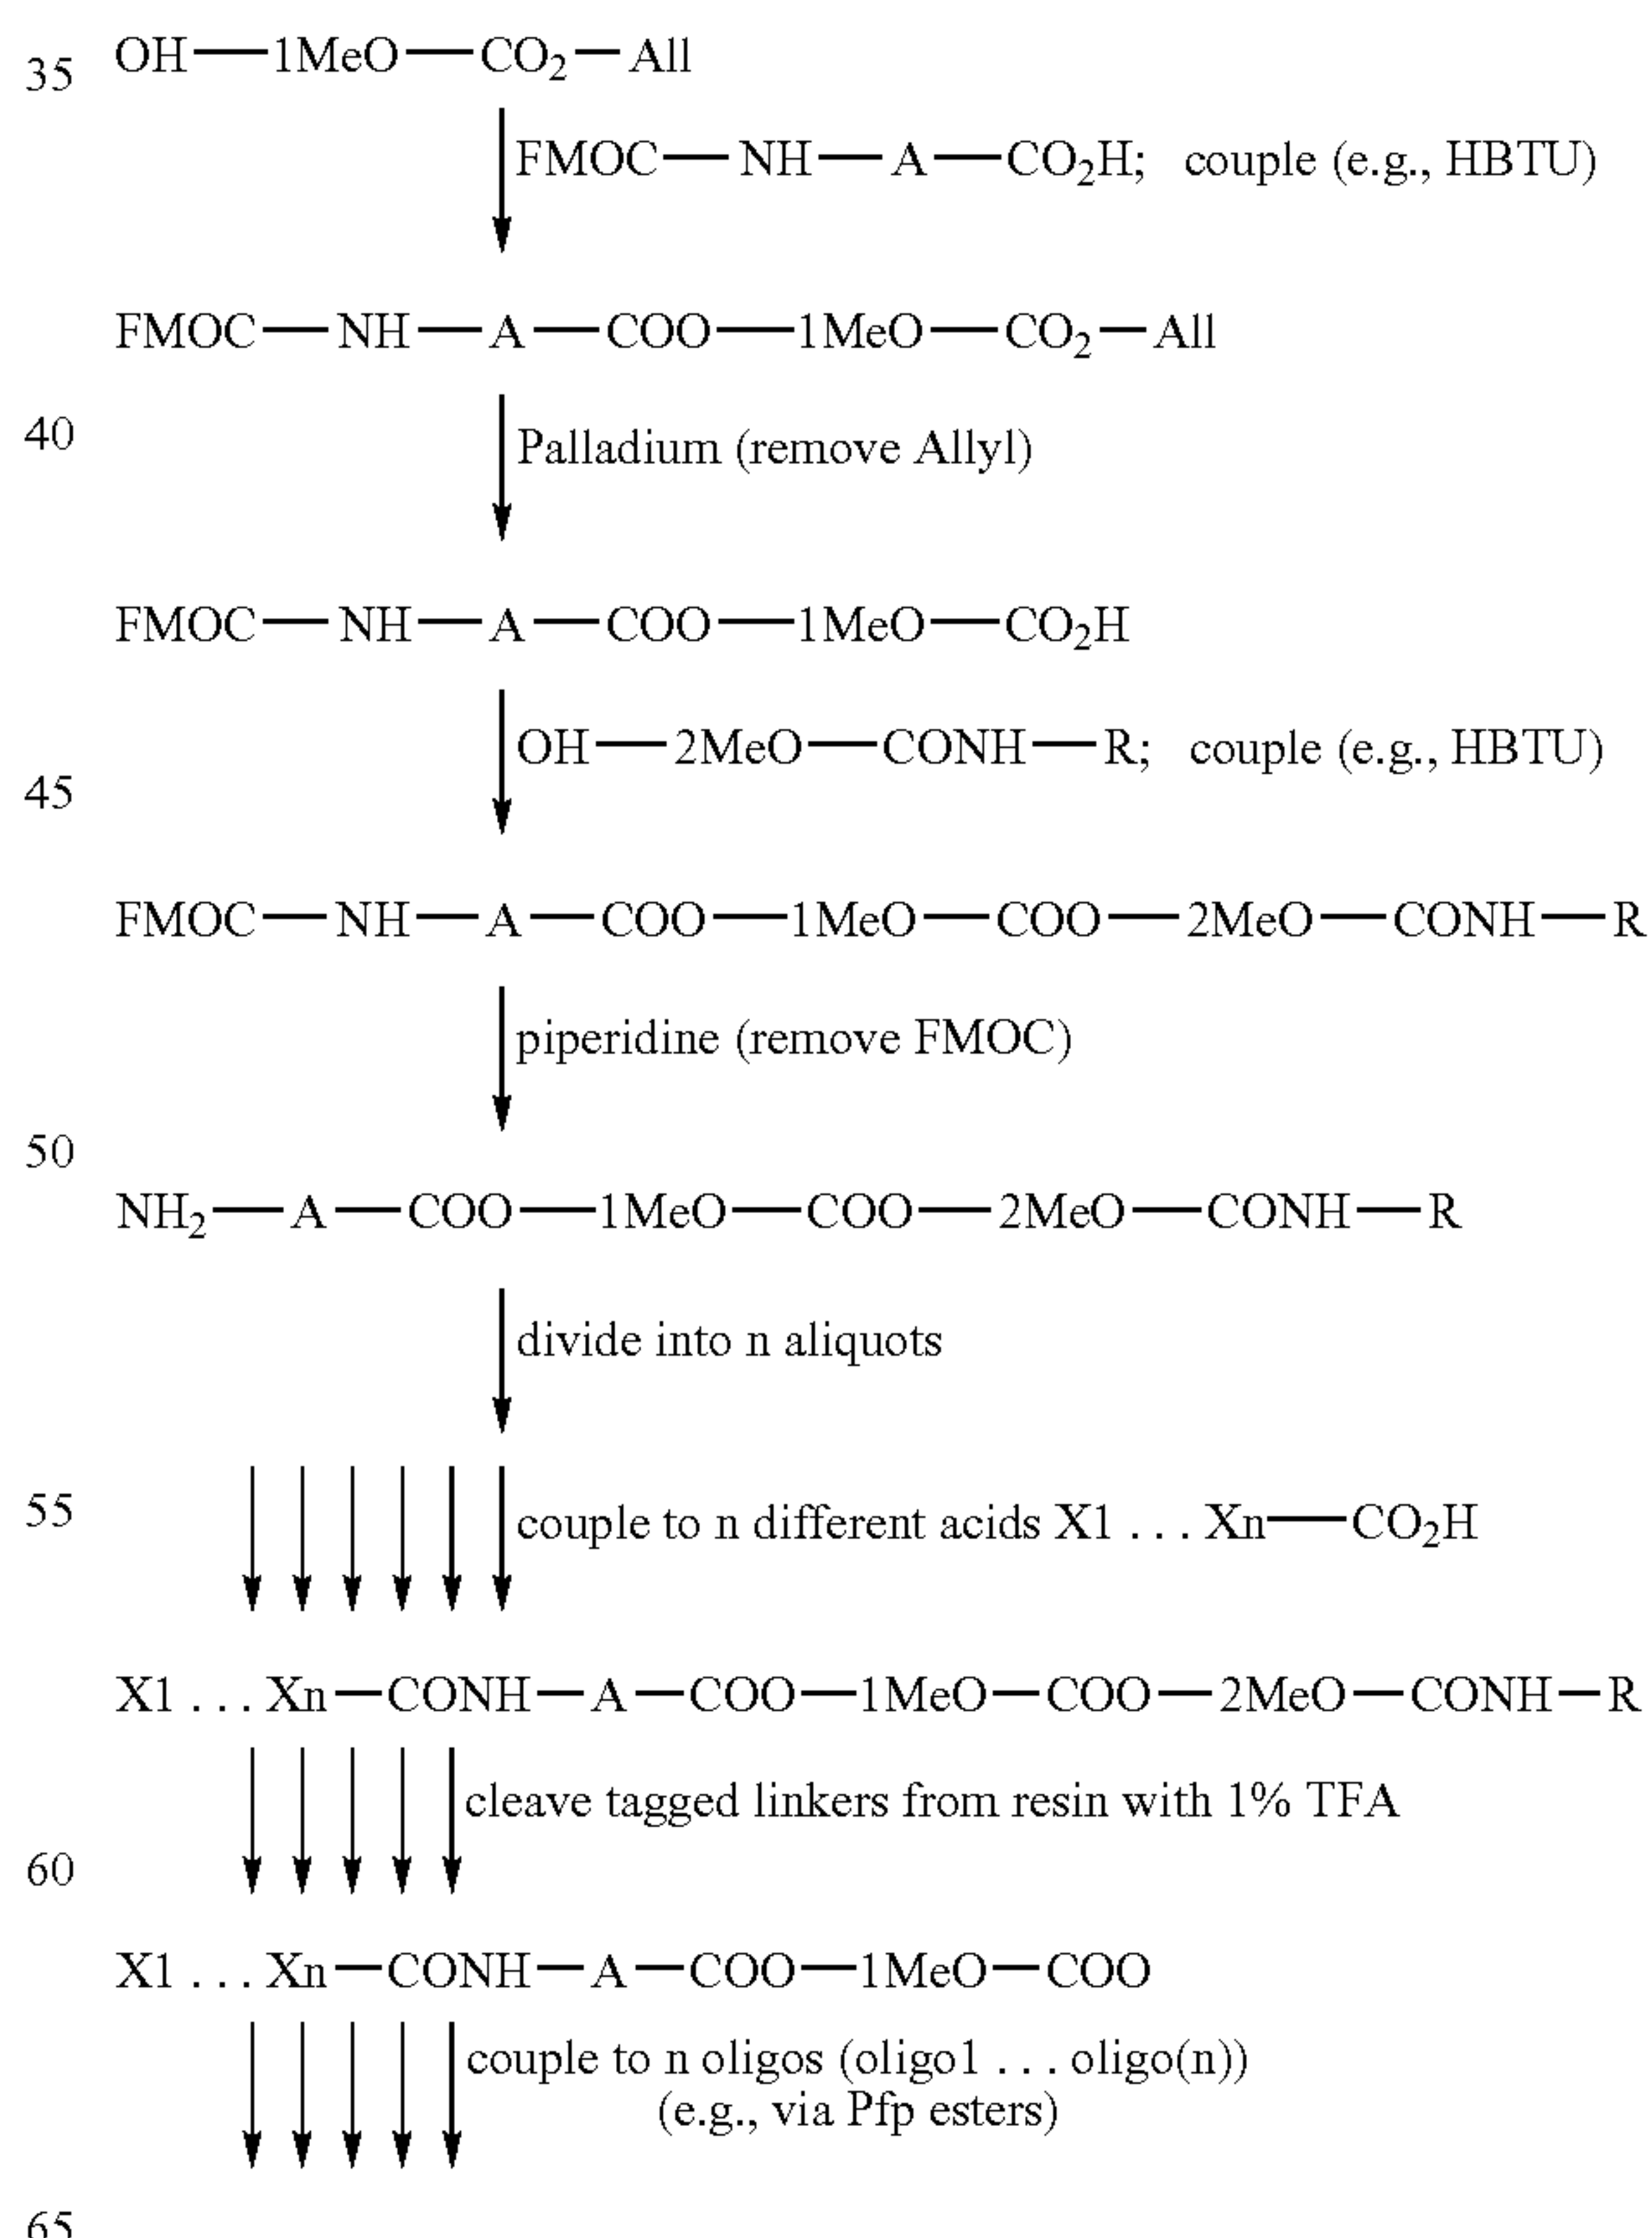 35 OH—1MeO—CO₂—All
FMOC—NH—A—CO₂H; couple (e.g., HBTU)
FMOC—NH—A—COO—1MeO—CO₂—All
40 Palladium (remove Allyl)
FMOC—NH—A—COO—1MeO—CO₂H
OH—2MeO—CONH—R; couple (e.g., HBTU)
45
FMOC—NH—A—COO—1MeO—COO—2MeO—CONH—R
piperidine (remove FMOC)
50
NH₂—A—COO—1MeO—COO—2MeO—CONH—R
divide into n aliquots
55 couple to n different acids X1 . . . Xn—CO₂H
X1 . . . Xn—CONH—A—COO—1MeO—COO—2MeO—CONH—R
cleave tagged linkers from resin with 1% TFA
60
X1 . . . Xn—CONH—A—COO—1MeO—COO
couple to n oligos (oligo1 . . . oligo(n))
(e.g., via Pfp esters)
65